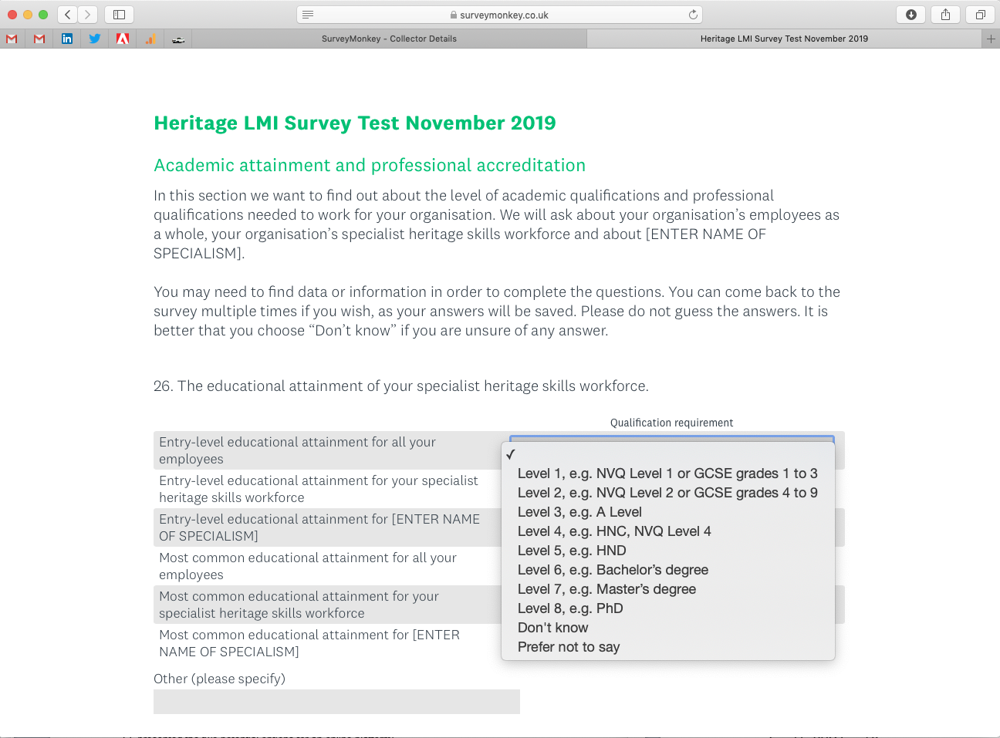 surveymonkey.co.uk
SurveyMonkey - Collector Details
Heritage LMI Survey Test November 2019
Heritage LMI Survey Test November 2019
Academic attainment and professional accreditation
In this section we want to find out about the level of academic qualifications and professional
qualifications needed to work for your organisation. We will ask about your organisation’s employees as
a whole, your organisation’s specialist heritage skills workforce and about [ENTER NAME OF
SPECIALISM].
You may need to find data or information in order to complete the questions. You can come back to the
survey multiple times if you wish, as your answers will be saved. Please do not guess the answers. It is
better that you choose “Don’t know” if you are unsure of any answer.
26. The educational attainment of your specialist heritage skills workforce.
Qualification requirement
Entry-level educational attainment for all your
employees
Entry-level educational attainment for your specialist
heritage skills workforce
Entry-level educational attainment for [ENTER NAME
OF SPECIALISM]
Most common educational attainment for all your
employees
Most common educational attainment for your
specialist heritage skills workforce
Most common educational attainment for [ENTER
NAME OF SPECIALISM]
Level 1, e.g. NVQ Level 1 or GCSE grades 1 to 3
Level 2, e.g. NVQ Level 2 or GCSE grades 4 to 9
Level 3, e.g. A Level
Level 4, e.g. HNC, NVQ Level 4
Level 5, e.g. HND
Level 6, e.g. Bachelor’s degree
Level 7, e.g. Master’s degree
Level 8, e.g. PhD
Don't know
Prefer not to say
Other (please specify)